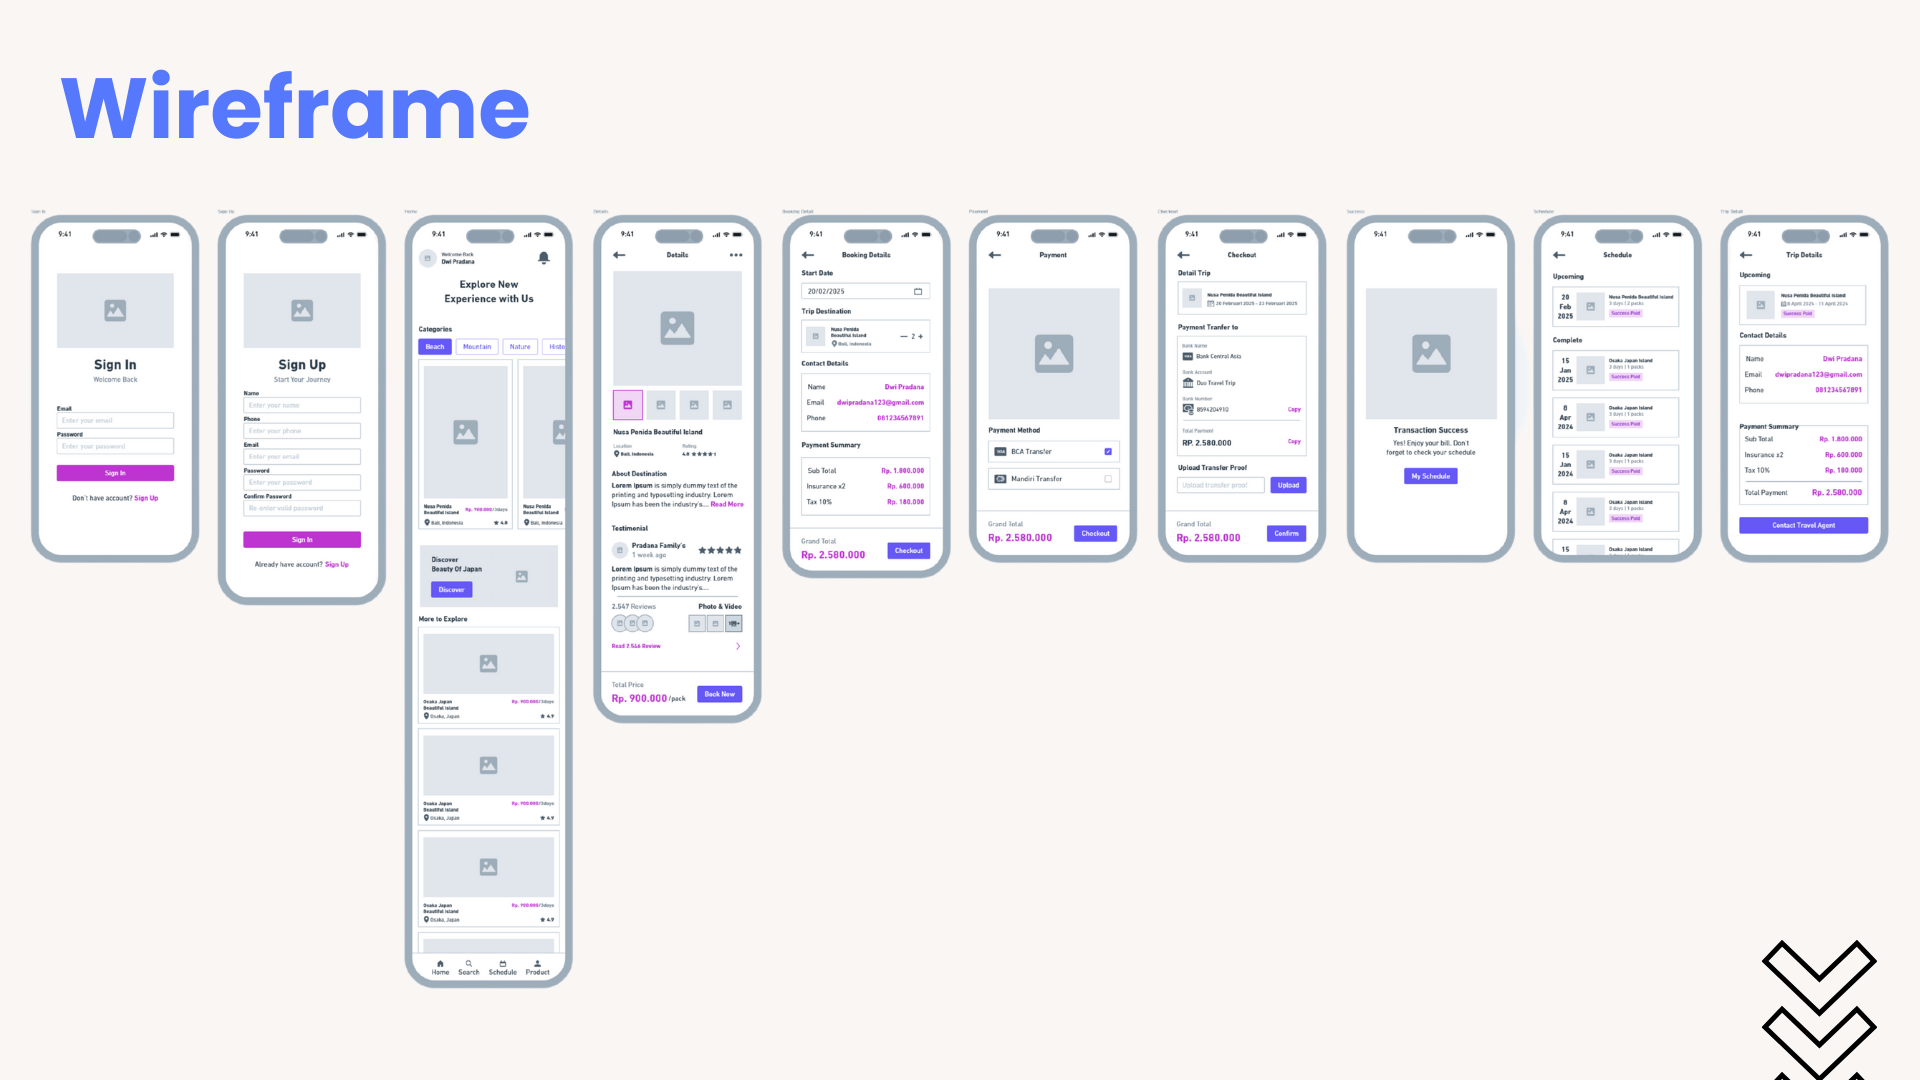 Wireframe
Sign In
9:41
Sign In
Welcome Back
Email
Enter your email
Password
Enter your password
Sign In
Don't have account? Sign Up
Sign Up
9:41
Sign Up
Start Your Journey
Name
Enter your name
Phone
Enter your phone
Email
Enter your email
Password
Enter your password
Confirm Password
Re-enter valid password
Sign In
Already have account? Sign Up
Home
9:41
Welcome Back
Dwi Pradana
Explore New
Experience with Us
Categories
Beach
Mountain
Nature
Histo
Nusa Penida
Beautiful Island
Rp. 900.000/3days
Bali, Indonesia
4.8
Nusa Penida
Beautiful Island
Bali, Indonesia
Discover
Beauty Of Japan
Discover
More to Explore
Osaka Japan
Beautiful Island
Rp. 900.000/3days
Osaka, Japan
4.9
Osaka Japan
Beautiful Island
Rp. 900.000/3days
Osaka, Japan
4.9
Osaka Japan
Beautiful Island
Rp. 900.000/3days
Osaka, Japan
4.9
Home
Search
Schedule
Product
Details
9:41
Details
Nusa Penida Beautiful Island
Location
Bali, Indonesia
Rating
4.8
About Destination
Lorem Ipsum is simply dummy text of the
printing and typesetting industry. Lorem
Ipsum has been the industry's.... Read More
Testimonial
Pradana Family's
1 week ago
Lorem Ipsum is simply dummy text of the
printing and typesetting industry. Lorem
Ipsum has been the industry's....
2.547 Reviews
Photo & Video
Read 2.546 Review
Total Price
Rp. 900.000/pack
Book Now
Booking Detail
9:41
Booking Details
Start Date
20/02/2025
Trip Destination
Nusa Penida
Beautiful Island
Bali, Indonesia
— 2 +
Contact Details
Name
Dwi Pradana
Email
dwipradana123@gmail.com
Phone
081234567891
Payment Summary
Sub Total
Rp. 1.800.000
Insurance x2
Rp. 600.000
Tax 10%
Rp. 180.000
Grand Total
Rp. 2.580.000
Checkout
Payment
9:41
Payment
Payment Method
BCA Transfer
Mandiri Transfer
Grand Total
Rp. 2.580.000
Checkout
Checkout
9:41
Checkout
Detail Trip
Nusa Penida Beautiful Island
20 Februari 2025 - 23 Februari 2025
Payment Tranfer to
Bank Name
Bank Central Asia
Bank Account
Duo Travel Trip
Bank Number
8594204910
Copy
Total Payment
RP. 2.580.000
Copy
Upload Transfer Proof
Upload transfer proof
Upload
Grand Total
Rp. 2.580.000
Confirm
Success
9:41
Transaction Success
Yes! Enjoy your bill. Don't
forget to check your schedule
My Schedule
Schedule
9:41
Schedule
Upcoming
20
Feb
2025
Nusa Penida Beautiful Island
3 days | 2 packs
Success Paid
Complete
15
Jan
2025
Osaka Japan Island
3 days | 1 packs
Success Paid
8
Apr
2024
Osaka Japan Island
3 days | 1 packs
Success Paid
15
Jan
2024
Osaka Japan Island
3 days | 1 packs
Success Paid
8
Apr
2024
Osaka Japan Island
3 days | 1 packs
Success Paid
15
Osaka Japan Island
Trip Detail
9:41
Trip Details
Upcoming
Nusa Penida Beautiful Island
8 April 2024 - 11 April 2024
Success Paid
Contact Details
Name
Dwi Pradana
Email
dwipradana123@gmail.com
Phone
081234567891
Payment Summary
Sub Total
Rp. 1.800.000
Insurance x2
Rp. 600.000
Tax 10%
Rp. 180.000
Total Payment
Rp. 2.580.000
Contact Travel Agent